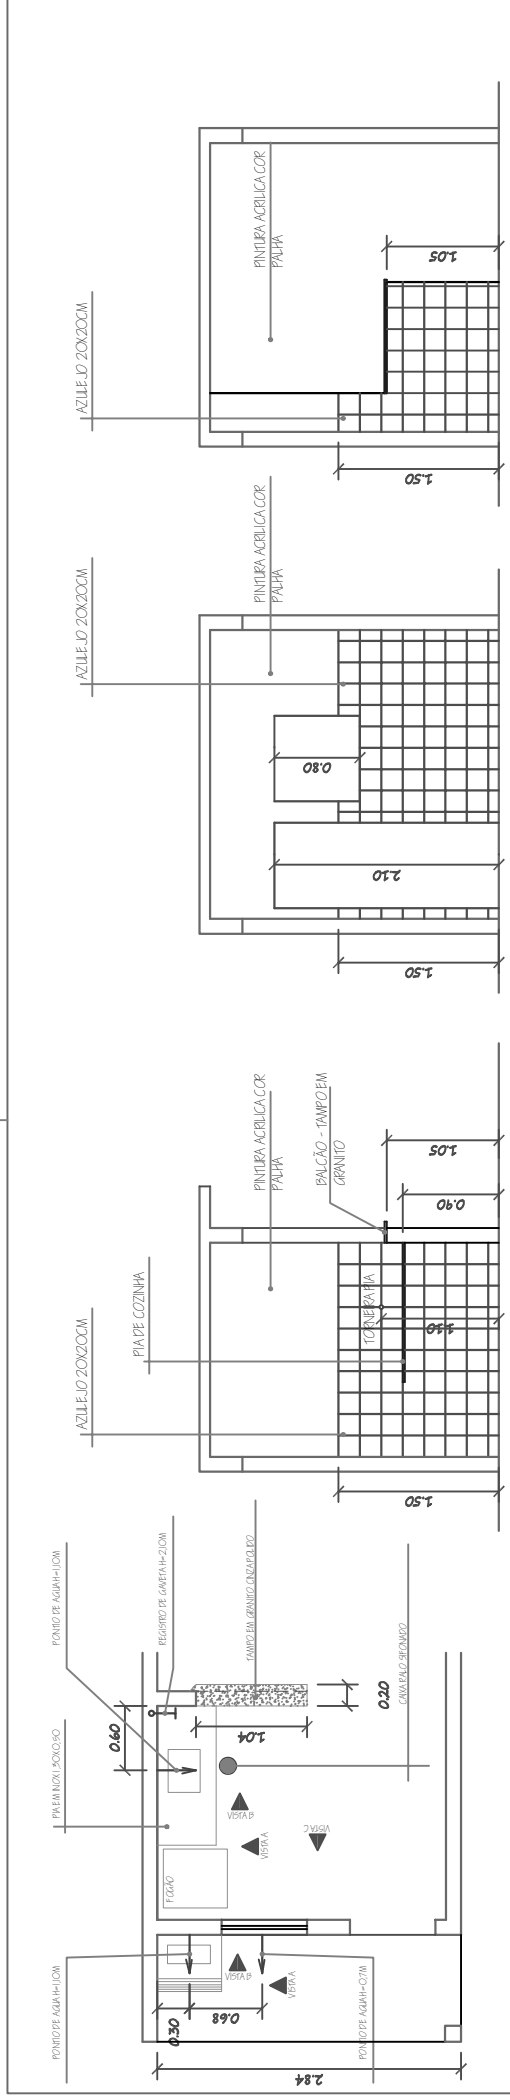 AZULEJO 20X20CM
PINTURA ACRILICA COR
PALHA
1.05
1.50
AZULEJO 20X20CM
PINTURA ACRILICA COR
PALHA
0.80
2.10
1.50
AZULEJO 20X20CM
PIA DE COZINHA
PINTURA ACRILICA COR
PALHA
BALCÃO - TAMPO EM
GRANITO
TORNEIRA PIA
1.05
0.90
1.10
1.50
PONTO DE AGUA H=1,10M
REGISTRO DE GAVETA H=2,10M
TAMPO EM GRANITO CINZA POLIDO
CAIXA RALO SIFONADO
PIA EM INOX 1,30X0,50
0.60
1.04
0.20
FOGÃO
VISTA B
VISTA A
VISTA C
PONTO DE AGUA H=1,10M
VISTA B
VISTA A
PONTO DE AGUA H=0,7M
0.30
0.68
2.84